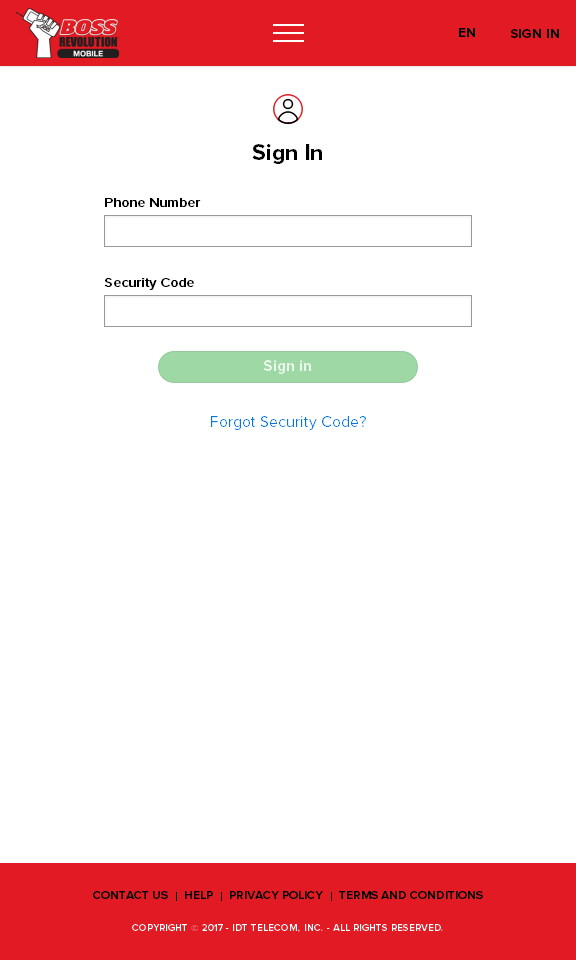 BOSS
REVOLUTION
MOBILE
EN
SIGN IN
Sign In
Phone Number
Security Code
Sign in
Forgot Security Code?
CONTACT US | HELP | PRIVACY POLICY | TERMS AND CONDITIONS
COPYRIGHT © 2017 - IDT TELECOM, INC. - ALL RIGHTS RESERVED.